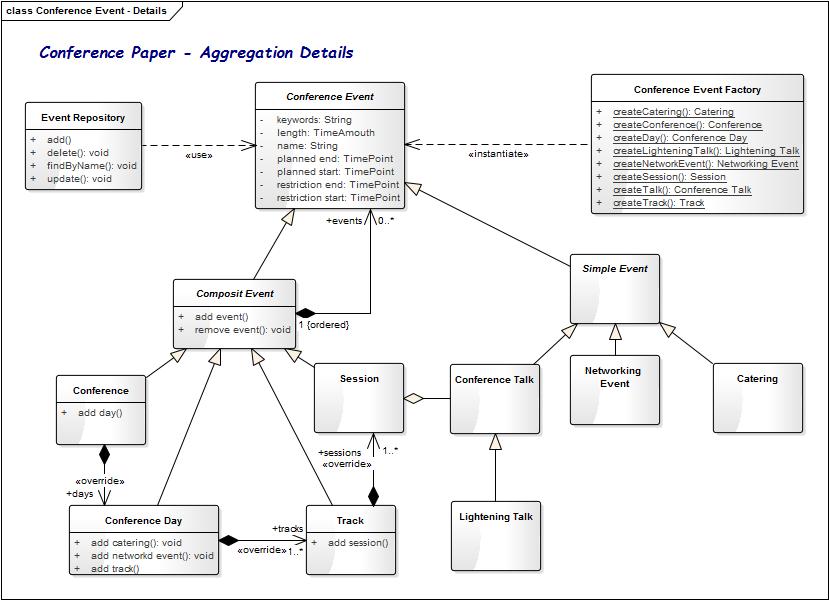 class Conference Event - Details
Conference Paper - Aggregation Details
Event Repository
+ add()
+ delete(): void
+ findByName(): void
+ update(): void
«use»
Conference Event
- keywords: String
- length: TimeAmouth
- name: String
- planned end: TimePoint
- planned start: TimePoint
- restriction end: TimePoint
- restriction start: TimePoint
«instantiate»
Conference Event Factory
+ createCatering(): Catering
+ createConference(): Conference
+ createDay(): Conference Day
+ createLighteningTalk(): Lightening Talk
+ createNetworkEvent(): Networking Event
+ createSession(): Session
+ createTalk(): Conference Talk
+ createTrack(): Track
+events
0..*
Composit Event
+ add event()
+ remove event(): void
1 {ordered}
Simple Event
Conference
+ add day()
Session
Conference Talk
Networking
Event
Catering
«override»
+days
+sessions
1..*
«override»
Conference Day
+ add catering(): void
+ add networkd event(): void
+ add track()
+tracks
«override»
1..*
Track
+ add session()
Lightening Talk